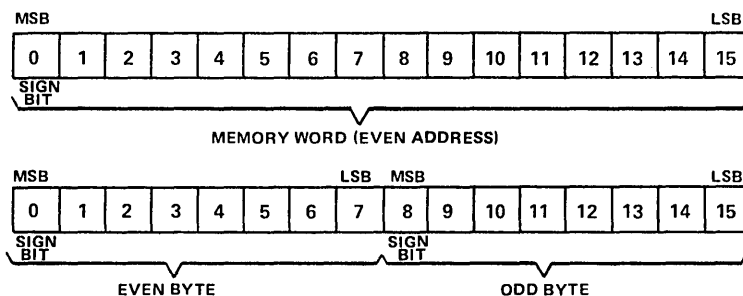 MSB LSB
0 1 2 3 4 5 6 7 8 9 10 11 12 13 14 15
SIGN
BIT
MEMORY WORD (EVEN ADDRESS)
MSB LSB MSB LSB
0 1 2 3 4 5 6 7 8 9 10 11 12 13 14 15
SIGN SIGN
BIT BIT
EVEN BYTE ODD BYTE